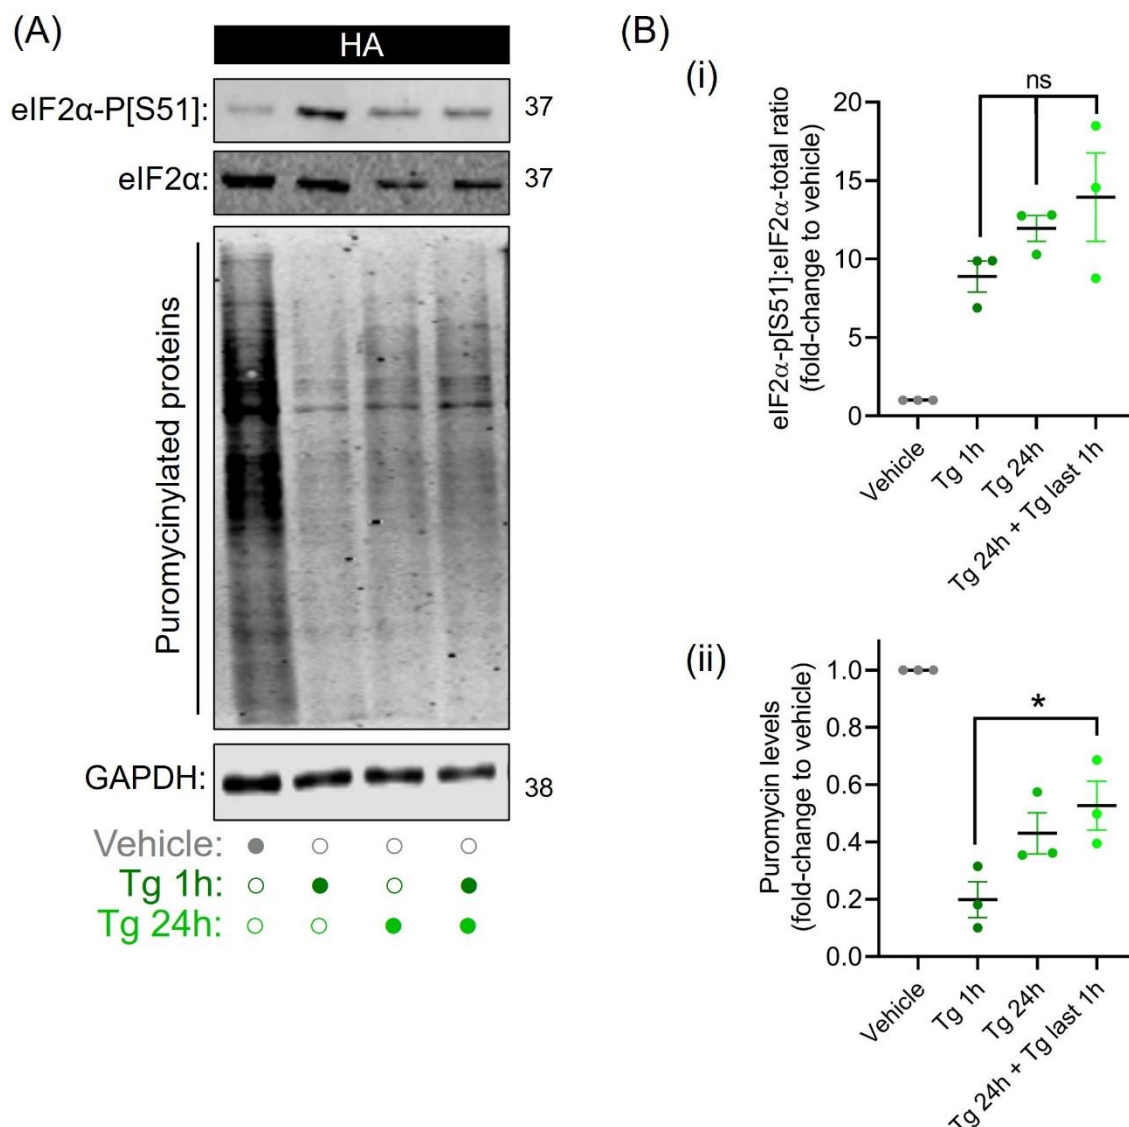 (A)
HA
eIF2α-P[S51]:
37
eIF2α:
37
Puromycinylated proteins
GAPDH:
38
Vehicle:
Tg 1h:
Tg 24h:
(B)
(i)
eIF2α-p[S51]:eIF2α-total ratio
(fold-change to vehicle)
20
15
10
5
0
ns
Vehicle
Tg 1h
Tg 24h
Tg 24h + Tg last 1h
(ii)
Puromycin levels
(fold-change to vehicle)
1.0
0.8
0.6
0.4
0.2
0.0
*
Vehicle
Tg 1h
Tg 24h
Tg 24h + Tg last 1h